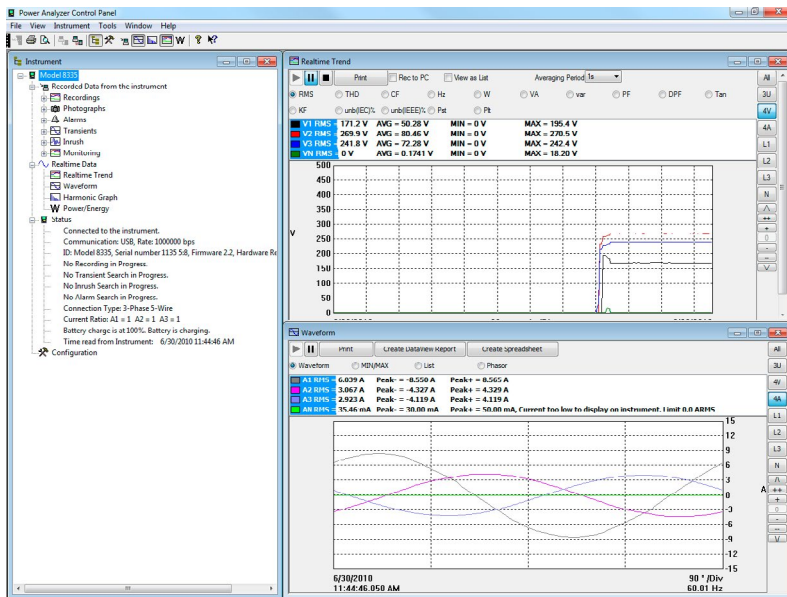 Power Analyzer Control Panel
File View Instrument Tools Window Help
W ? 
Instrument
Model 8335
Recorded Data from the instrument
Recordings
Photographs
Alarms
Transients
Inrush
Monitoring
Realtime Data
Realtime Trend
Waveform
Harmonic Graph
W Power/Energy
Status
Connected to the instrument.
Communication: USB, Rate: 1000000 bps
ID: Model 8335, Serial number 1135 5:8, Firmware 2.2, Hardware Re
No Recording in Progress.
No Transient Search in Progress.
No Inrush Search in Progress.
No Alarm Search in Progress.
Connection Type: 3-Phase 5-Wire
Current Ratio: A1 = 1 A2 = 1 A3 = 1
Battery charge is at 100%. Battery is charging.
Time read from Instrument: 6/30/2010 11:44:46 AM
Configuration
Realtime Trend
Print Rec to PC View as List Averaging Period 1s
RMS THD CF Hz W VA var PF DPF Tan
KF unb(IEC)% unb(IEEE)% Pst Plt
V1 RMS = 171.2 V AVG = 50.28 V MIN = 0 V MAX = 195.4 V
V2 RMS = 269.9 V AVG = 80.46 V MIN = 0 V MAX = 270.5 V
V3 RMS = 241.8 V AVG = 72.28 V MIN = 0 V MAX = 242.4 V
VN RMS = 0 V AVG = 0.1741 V MIN = 0 V MAX = 18.20 V
500
450
400
350
300
V 250
200
150
100
50
0
All
3U
4V
4A
L1
L2
L3
N
++
+
0
-
--
Waveform
Print Create DataView Report Create Spreadsheet
Waveform MIN/MAX List Phasor
A1 RMS = 6.039 A Peak- = -8.550 A Peak+ = 8.565 A
A2 RMS = 3.067 A Peak- = -4.327 A Peak+ = 4.329 A
A3 RMS = 2.923 A Peak- = -4.119 A Peak+ = 4.119 A
AN RMS = 35.46 mA Peak- = 30.00 mA Peak+ = 50.00 mA, Current too low to display on instrument. Limit 0.0 ARMS
15
12
9
6
3
0 A
-3
-6
-9
-12
-15
6/30/2010 90 ° /Div
11:44:46.050 AM 60.01 Hz
All
3U
4V
4A
L1
L2
L3
N
++
+
0
-
--